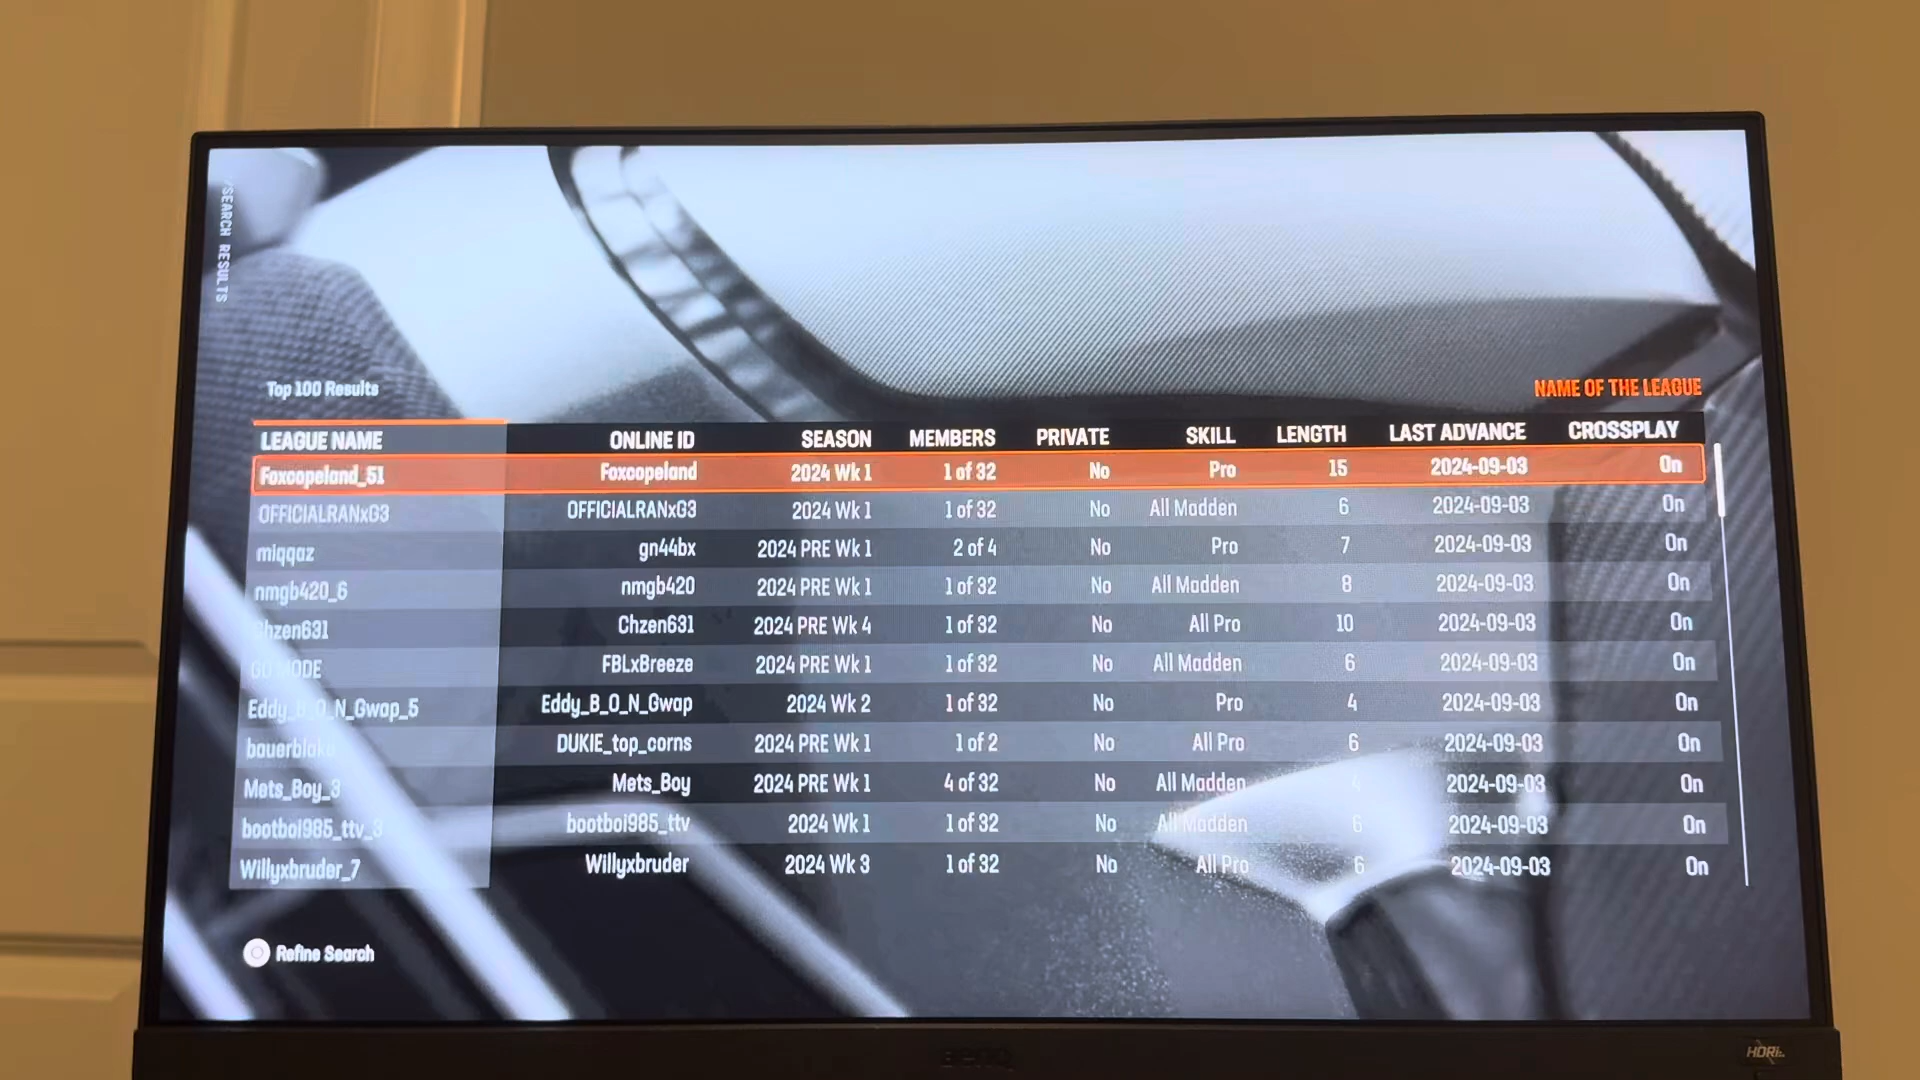 /SEARCH RESULTS
Top 100 Results
NAME OF THE LEAGUE
LEAGUE NAME ONLINE ID SEASON MEMBERS PRIVATE SKILL LENGTH LAST ADVANCE CROSSPLAY
Foxcopeland_51 Foxcopeland 2024 Wk 1 1 of 32 No Pro 15 2024-09-03 On
OFFICIALRANxG3 OFFICIALRANxG3 2024 Wk 1 1 of 32 No All Madden 6 2024-09-03 On
miqqaz gn44bx 2024 PRE Wk 1 2 of 4 No Pro 7 2024-09-03 On
nmgb420_6 nmgb420 2024 PRE Wk 1 1 of 32 No All Madden 8 2024-09-03 On
Chzen631 Chzen631 2024 PRE Wk 4 1 of 32 No All Pro 10 2024-09-03 On
MODE FBLxBreeze 2024 PRE Wk 1 1 of 32 No All Madden 6 2024-09-03 On
Eddy_B_O_N_Gwap_5 Eddy_B_O_N_Gwap 2024 Wk 2 1 of 32 No Pro 4 2024-09-03 On
bauerblake DUKIE_top_corns 2024 PRE Wk 1 1 of 2 No All Pro 6 2024-09-03 On
Mets_Boy_3 Mets_Boy 2024 PRE Wk 1 4 of 32 No All Madden 4 2024-09-03 On
bootboi985_ttv_3 bootboi985_ttv 2024 Wk 1 1 of 32 No All Madden 6 2024-09-03 On
Willyxbruder_7 Willyxbruder 2024 Wk 3 1 of 32 No All Pro 6 2024-09-03 On
Refine Search
BenQ
HDRi